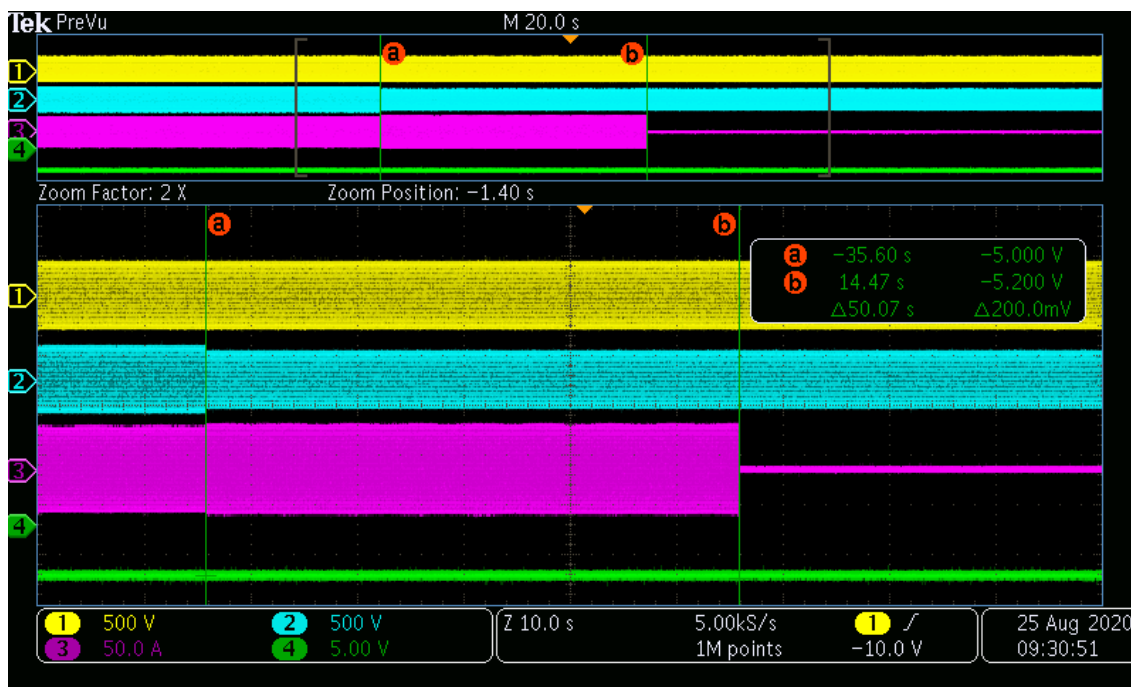 Tek PreVu M 20.0 s
a b
1
2
3
4
Zoom Factor: 2 X Zoom Position: −1.40 s
a b
a −35.60 s −5.000 V
b 14.47 s −5.200 V
Δ50.07 s Δ200.0mV
1
2
3
4
1 500 V 2 500 V Z 10.0 s 5.00kS/s 1 25 Aug 2020
3 50.0 A 4 5.00 V 1M points −10.0 V 09:30:51